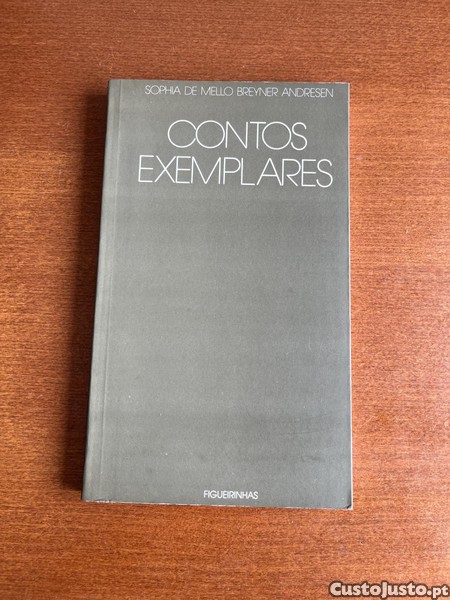 SOPHIA DE MELLO BREYNER ANDRESEN
CONTOS
EXEMPLARES
FIGUEIRINHAS
CustoJusto.pt